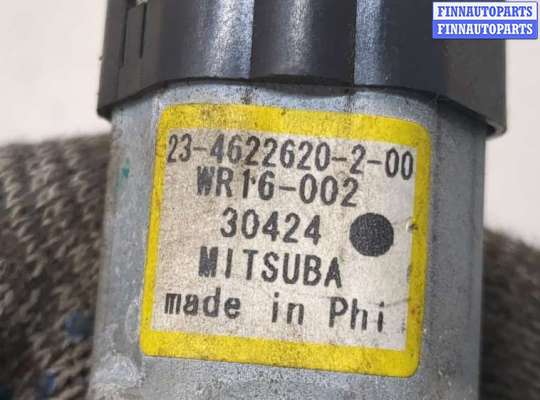 FINNAUTOPARTS
FINNAUTOPARTS
23-4622620-2-00
WR16-002
30424
MITSUBA
made in Phi